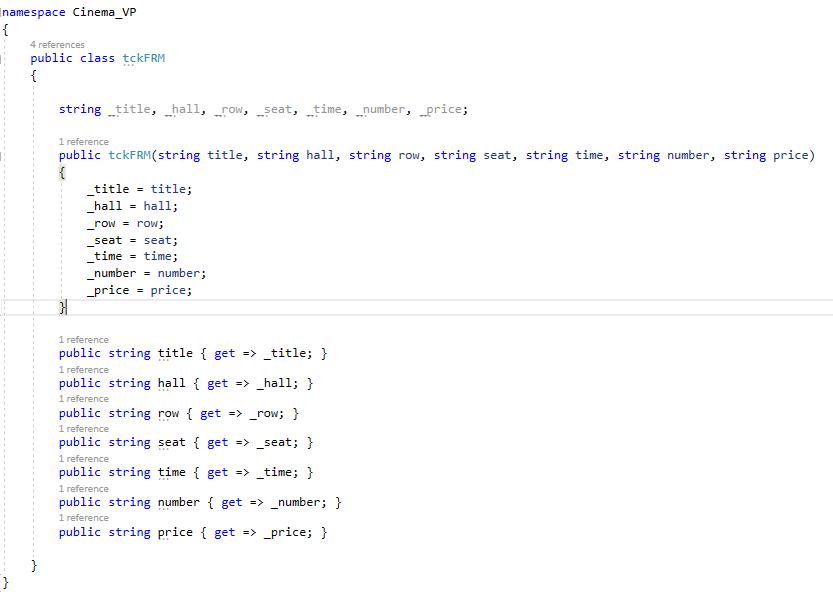 namespace Cinema_VP
{
4 references
public class tckFRM
{
string _title, _hall, _row, _seat, _time, _number, _price;
1 reference
public tckFRM(string title, string hall, string row, string seat, string time, string number, string price)
{
_title = title;
_hall = hall;
_row = row;
_seat = seat;
_time = time;
_number = number;
_price = price;
}
1 reference
public string title { get => _title; }
1 reference
public string hall { get => _hall; }
1 reference
public string row { get => _row; }
1 reference
public string seat { get => _seat; }
1 reference
public string time { get => _time; }
1 reference
public string number { get => _number; }
1 reference
public string price { get => _price; }
}
}